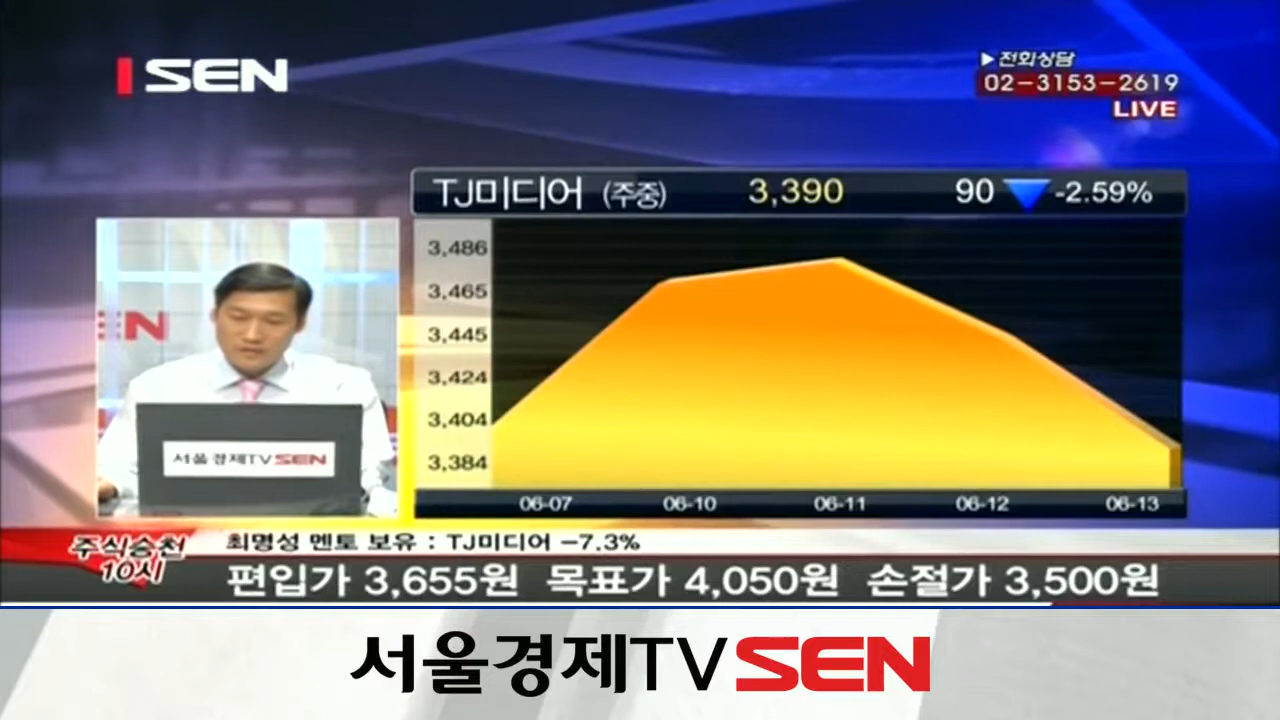 SEN
▶전화상담
02-3153-2619
LIVE
TJ미디어 (주중) 3,390 90 ▼ -2.59%
3,486
3,465
3,445
3,424
3,404
3,384
06-07 06-10 06-11 06-12 06-13
EN
서울경제TV SEN
주식승천
10시
최명성 멘토 보유 : TJ미디어 -7.3%
편입가 3,655원 목표가 4,050원 손절가 3,500원
서울경제TV SEN